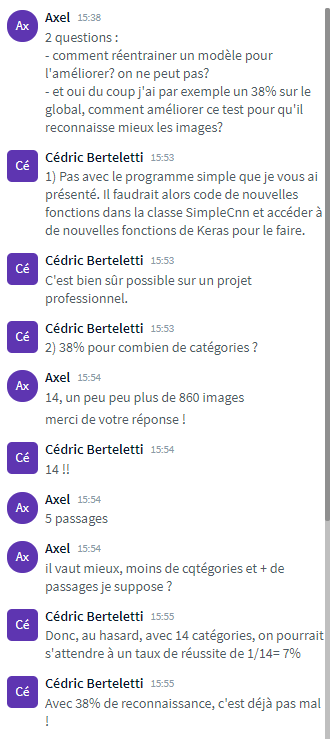 Ax
Axel 15:38
2 questions :
- comment réentrainer un modèle pour
l'améliorer? on ne peut pas?
- et oui du coup j'ai par exemple un 38% sur le
global, comment améliorer ce test pour qu'il
reconnaisse mieux les images?
Cé
Cédric Berteletti 15:53
1) Pas avec le programme simple que je vous ai
présenté. Il faudrait alors code de nouvelles
fonctions dans la classe SimpleCnn et accéder à
de nouvelles fonctions de Keras pour le faire.
Cé
Cédric Berteletti 15:53
C'est bien sûr possible sur un projet
professionnel.
Cé
Cédric Berteletti 15:53
2) 38% pour combien de catégories ?
Ax
Axel 15:54
14, un peu peu plus de 860 images
merci de votre réponse !
Cé
Cédric Berteletti 15:54
14 !!
Ax
Axel 15:54
5 passages
Ax
Axel 15:54
il vaut mieux, moins de cqtégories et + de
passages je suppose ?
Cé
Cédric Berteletti 15:55
Donc, au hasard, avec 14 catégories, on pourrait
s'attendre à un taux de réussite de 1/14= 7%
Cé
Cédric Berteletti 15:55
Avec 38% de reconnaissance, c'est déjà pas mal
!